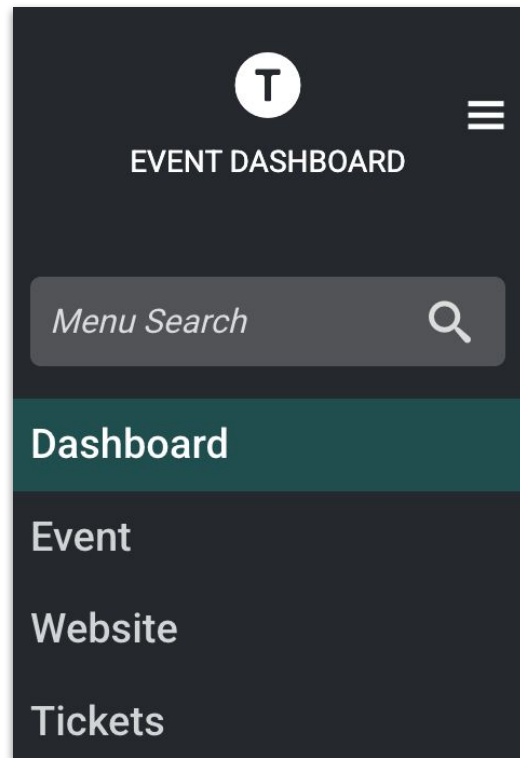 T
EVENT DASHBOARD
Menu Search
Dashboard
Event
Website
Tickets